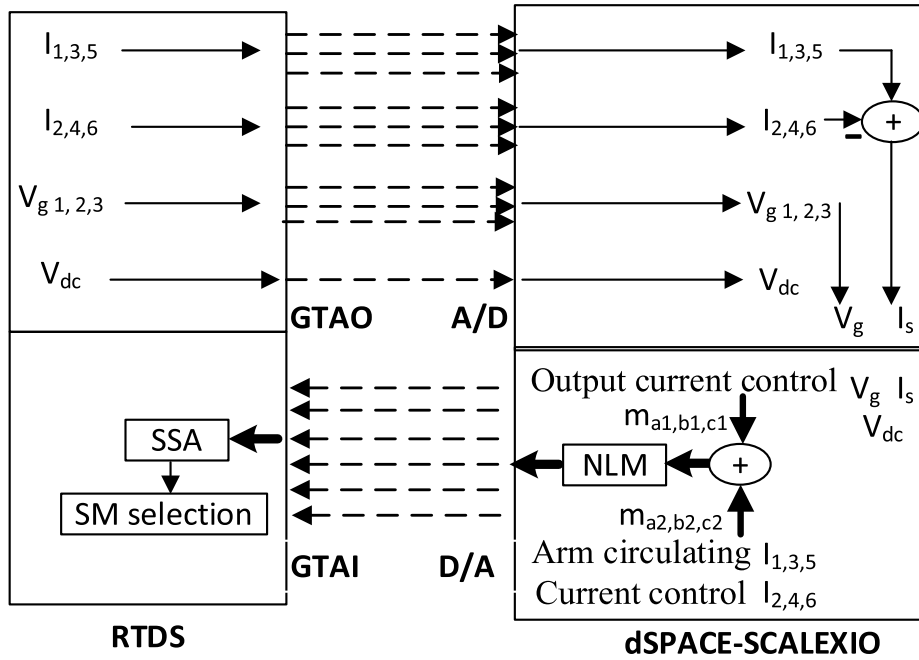 I1,3,5
I2,4,6
Vg 1, 2,3
Vdc
GTAO
A/D
I1,3,5
I2,4,6
-
+
Vg 1, 2,3
Vdc
Vg
Is
SSA
SM selection
GTAI
D/A
Output current control
Vg Is
Vdc
ma1,b1,c1
NLM
+
ma2,b2,c2
Arm circulating I1,3,5
Current control I2,4,6
RTDS
dSPACE-SCALEXIO